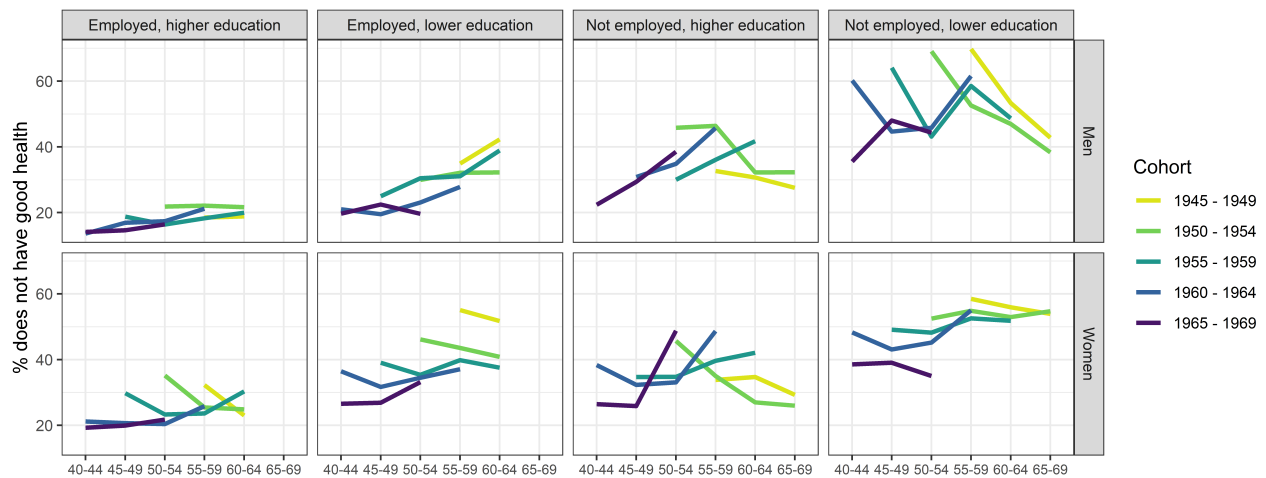 Employed, higher education
Employed, lower education
Not employed, higher education
Not employed, lower education
% does not have good health
60
40
20
Men
60
40
20
Women
40-44 45-49 50-54 55-59 60-64 65-69
40-44 45-49 50-54 55-59 60-64 65-69
40-44 45-49 50-54 55-59 60-64 65-69
40-44 45-49 50-54 55-59 60-64 65-69
Cohort
1945 - 1949
1950 - 1954
1955 - 1959
1960 - 1964
1965 - 1969